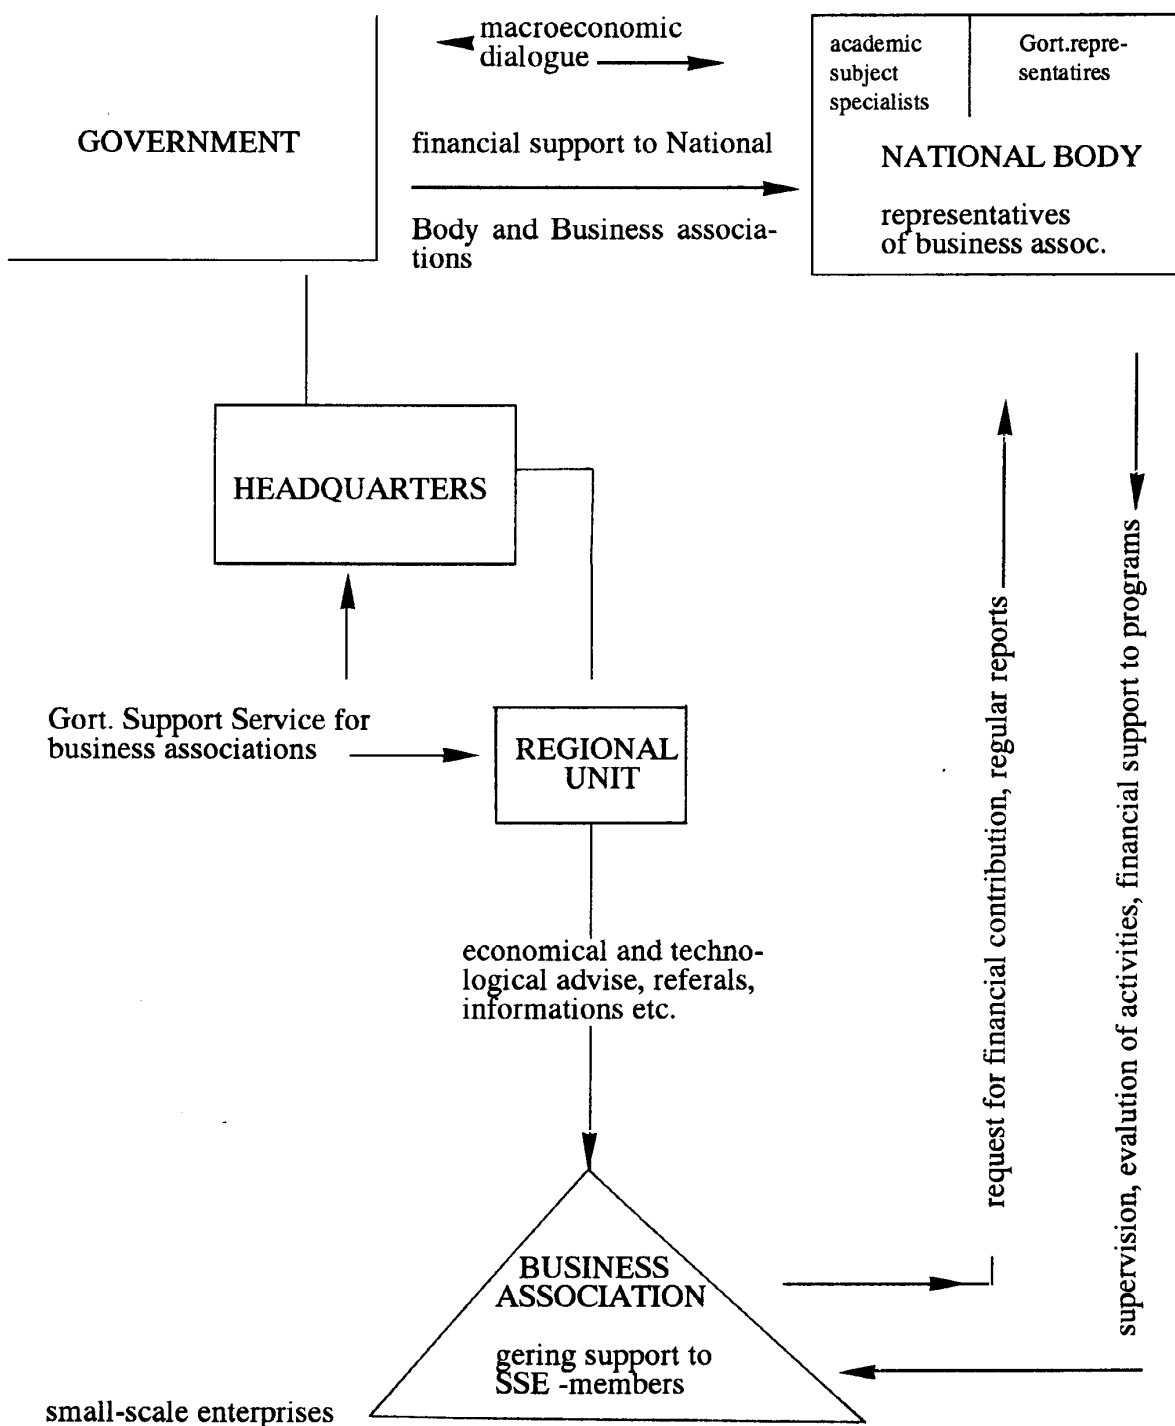 macroeconomic
dialogue
academic
subject
specialists
Gort.repre-
sentatires
GOVERNMENT
financial support to National
NATIONAL BODY
Body and Business associa-
tions
representatives
of business assoc.
HEADQUARTERS
Gort. Support Service for
business associations
REGIONAL
UNIT
economical and techno-
logical advise, referals,
informations etc.
request for financial contribution, regular reports
supervision, evalution of activities, financial support to programs
BUSINESS
ASSOCIATION
gering support to
SSE -members
small-scale enterprises